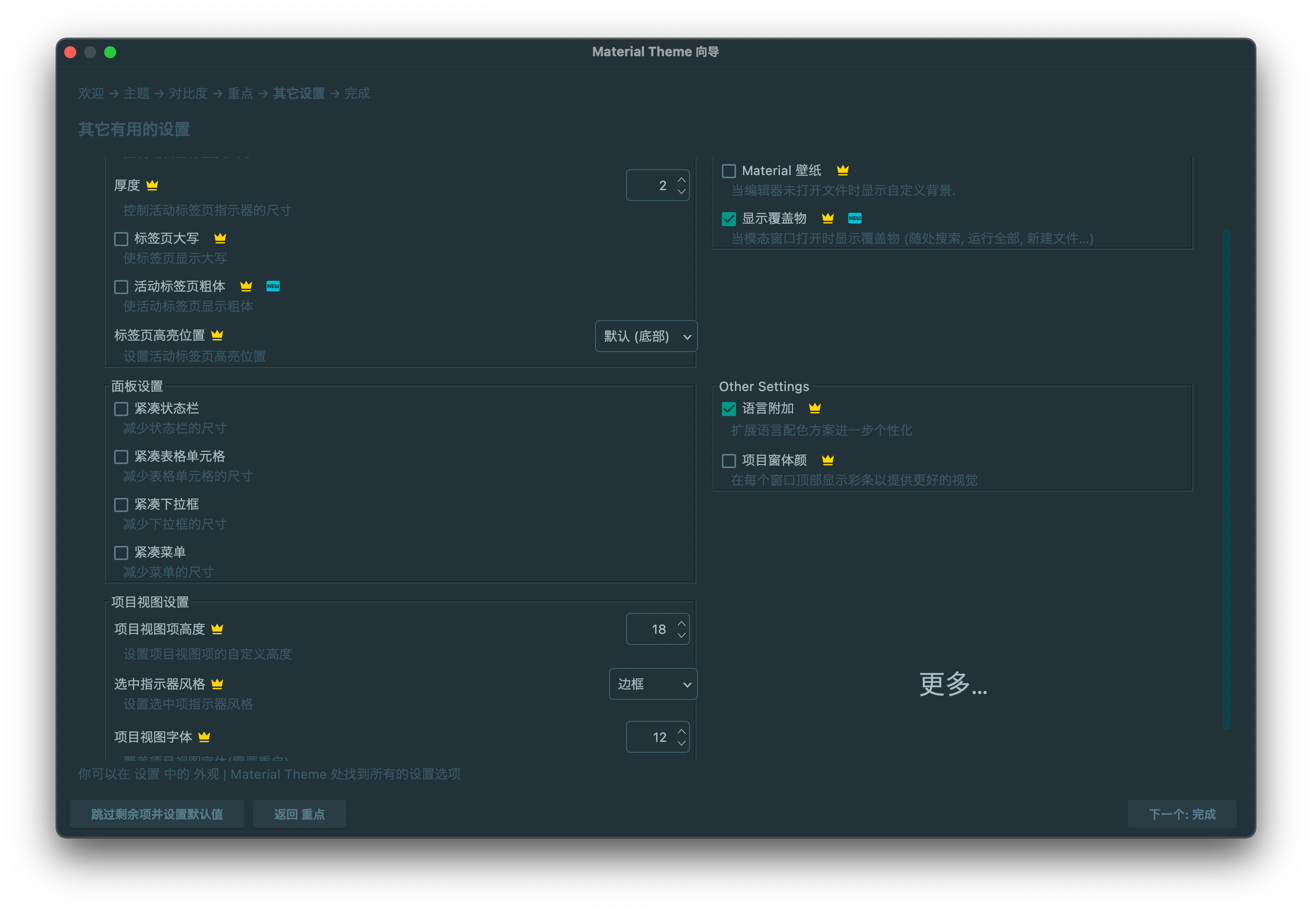 Material Theme 向导
欢迎 → 主题 → 对比度 → 重点 → 其它设置 → 完成
其它有用的设置
厚度
2
控制活动标签页指示器的尺寸
标签页大写
使标签页显示大写
活动标签页粗体 NEW
使活动标签页显示粗体
标签页高亮位置
默认 (底部)
设置活动标签页高亮位置
Material 壁纸
当编辑器未打开文件时显示自定义背景.
显示覆盖物 NEW
当模态窗口打开时显示覆盖物 (随处搜索, 运行全部, 新建文件...)
面板设置
紧凑状态栏
减少状态栏的尺寸
紧凑表格单元格
减少表格单元格的尺寸
紧凑下拉框
减少下拉框的尺寸
紧凑菜单
减少菜单的尺寸
Other Settings
语言附加
扩展语言配色方案进一步个性化
项目窗体颜
在每个窗口顶部显示彩条以提供更好的视觉
项目视图设置
项目视图项高度
18
设置项目视图项的自定义高度
选中指示器风格
边框
设置选中项指示器风格
项目视图字体
12
覆盖项目视图字体(需要重启)
更多...
你可以在 设置 中的 外观 | Material Theme 处找到所有的设置选项
跳过剩余项并设置默认值
返回 重点
下一个: 完成